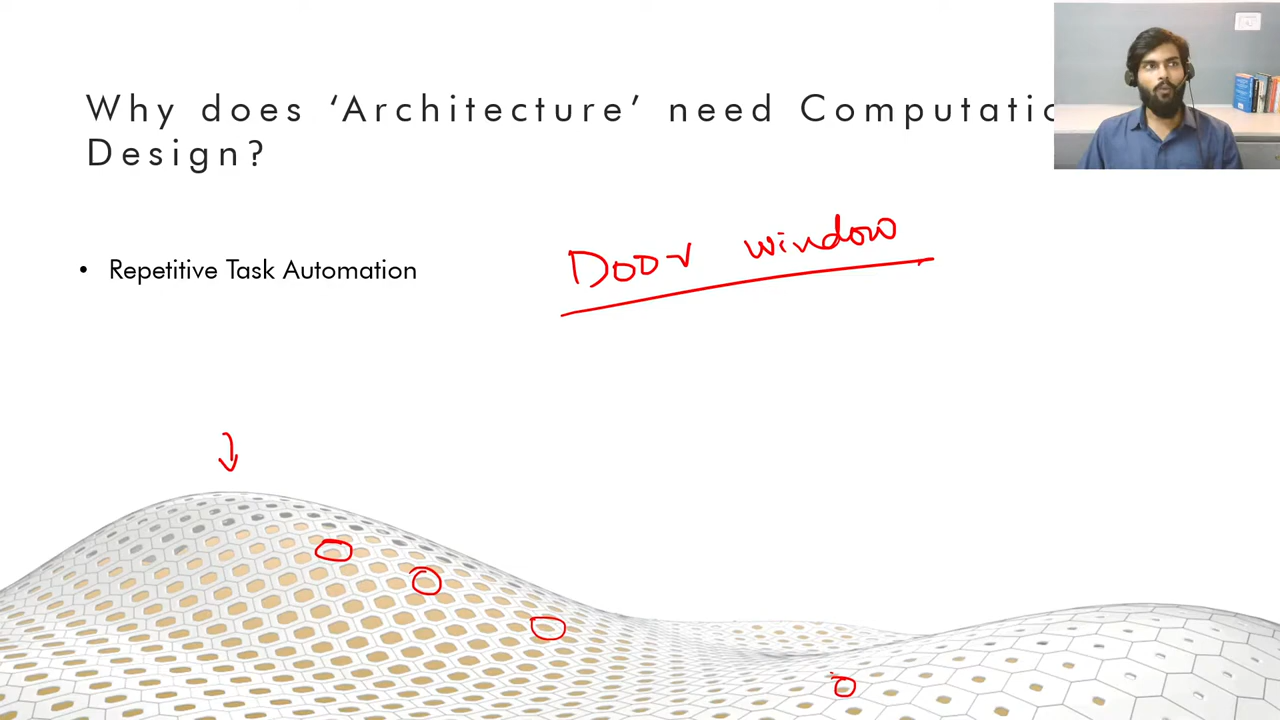 Why does ‘Architecture’ need Computatio
Design?
Door window
• Repetitive Task Automation